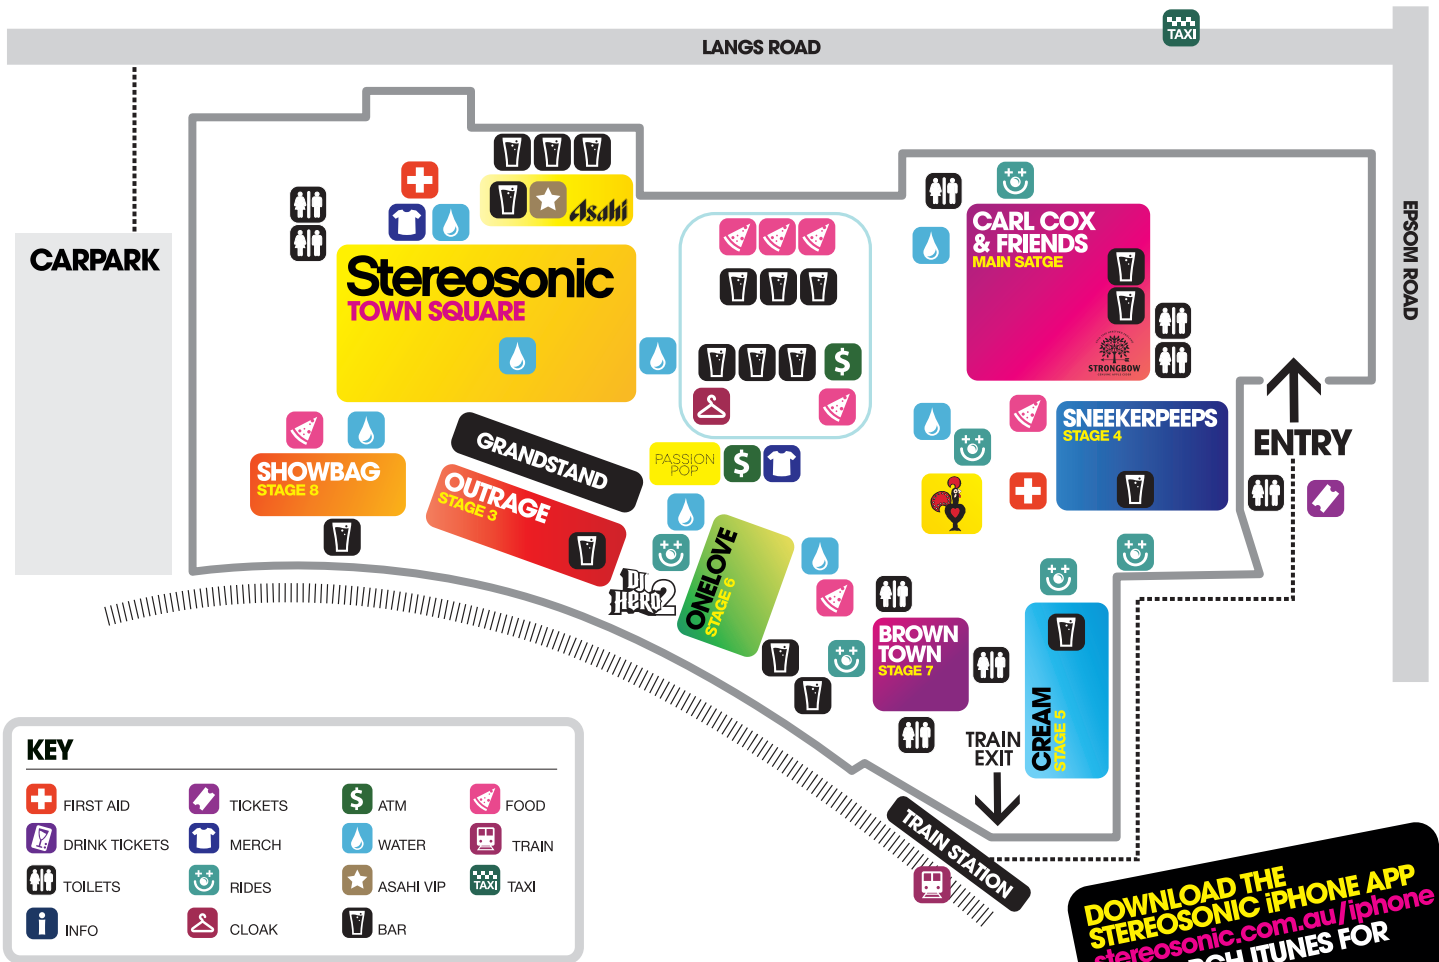 LANGS ROAD
TAXI
EPSOM ROAD
CARPARK
Asahi
Stereosonic
TOWN SQUARE
CARL COX
& FRIENDS
MAIN SATGE
STRONGBOW
SNEEKERPEEPS
STAGE 4
ENTRY
SHOWBAG
STAGE 8
GRANDSTAND
OUTRAGE
STAGE 3
PASSION
POP
$
$
DJ
HERO 2
ONELOVE
STAGE 6
BROWN
TOWN
STAGE 7
CREAM
STAGE 5
TRAIN
EXIT
TRAIN STATION
KEY
FIRST AID
TICKETS
$ ATM
FOOD
DRINK TICKETS
MERCH
WATER
TRAIN
TOILETS
RIDES
ASAHI VIP
TAXI TAXI
i INFO
CLOAK
BAR
DOWNLOAD THE
STEREOSONIC iPHONE APP
stereosonic.com.au/iphone
ITUNES FOR